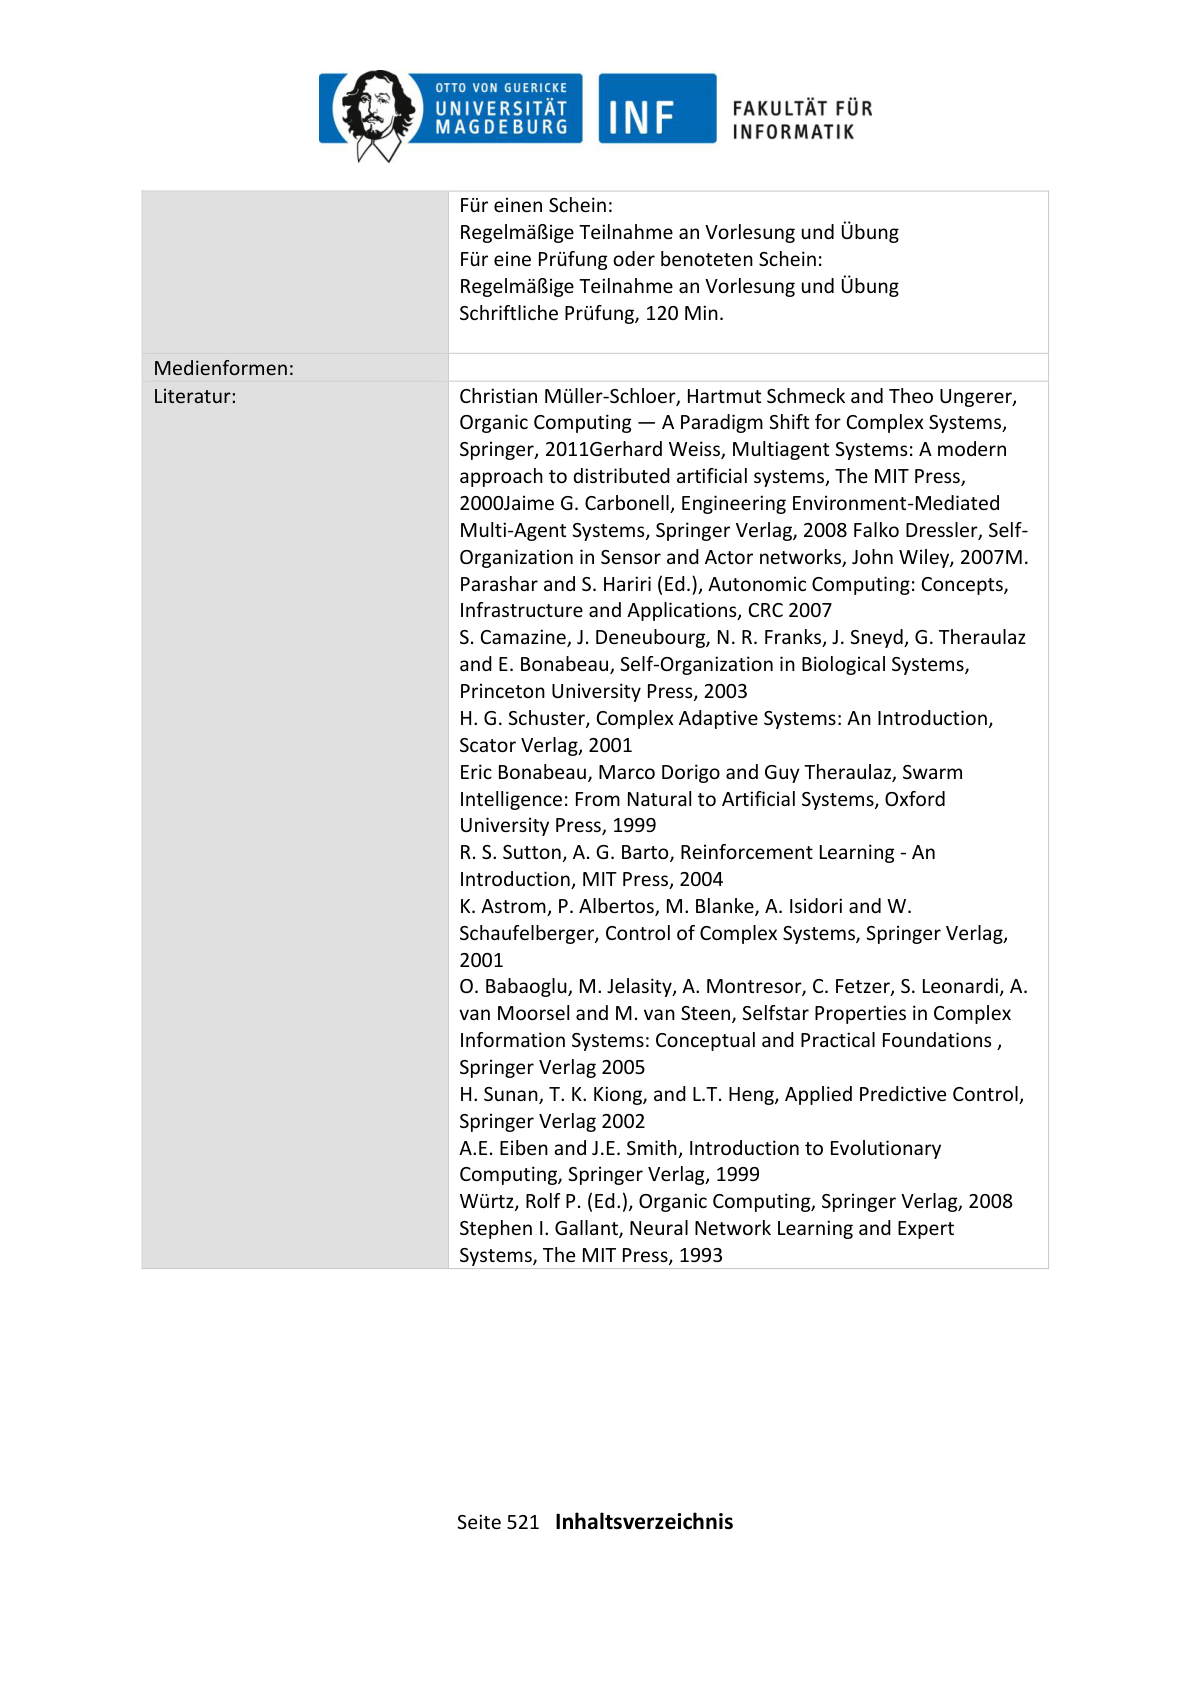 OTTO VON GUERICKE
UNIVERSITÄT
MAGDEBURG
INF
FAKULTÄT FÜR
INFORMATIK
Für einen Schein:
Regelmäßige Teilnahme an Vorlesung und Übung
Für eine Prüfung oder benoteten Schein:
Regelmäßige Teilnahme an Vorlesung und Übung
Schriftliche Prüfung, 120 Min.
Medienformen:
Literatur:
Christian Müller-Schloer, Hartmut Schmeck and Theo Ungerer,
Organic Computing — A Paradigm Shift for Complex Systems,
Springer, 2011Gerhard Weiss, Multiagent Systems: A modern
approach to distributed artificial systems, The MIT Press,
2000Jaime G. Carbonell, Engineering Environment-Mediated
Multi-Agent Systems, Springer Verlag, 2008 Falko Dressler, Self-
Organization in Sensor and Actor networks, John Wiley, 2007M.
Parashar and S. Hariri (Ed.), Autonomic Computing: Concepts,
Infrastructure and Applications, CRC 2007
S. Camazine, J. Deneubourg, N. R. Franks, J. Sneyd, G. Theraulaz
and E. Bonabeau, Self-Organization in Biological Systems,
Princeton University Press, 2003
H. G. Schuster, Complex Adaptive Systems: An Introduction,
Scator Verlag, 2001
Eric Bonabeau, Marco Dorigo and Guy Theraulaz, Swarm
Intelligence: From Natural to Artificial Systems, Oxford
University Press, 1999
R. S. Sutton, A. G. Barto, Reinforcement Learning - An
Introduction, MIT Press, 2004
K. Astrom, P. Albertos, M. Blanke, A. Isidori and W.
Schaufelberger, Control of Complex Systems, Springer Verlag,
2001
O. Babaoglu, M. Jelasity, A. Montresor, C. Fetzer, S. Leonardi, A.
van Moorsel and M. van Steen, Selfstar Properties in Complex
Information Systems: Conceptual and Practical Foundations ,
Springer Verlag 2005
H. Sunan, T. K. Kiong, and L.T. Heng, Applied Predictive Control,
Springer Verlag 2002
A.E. Eiben and J.E. Smith, Introduction to Evolutionary
Computing, Springer Verlag, 1999
Würtz, Rolf P. (Ed.), Organic Computing, Springer Verlag, 2008
Stephen I. Gallant, Neural Network Learning and Expert
Systems, The MIT Press, 1993
Seite 521 Inhaltsverzeichnis